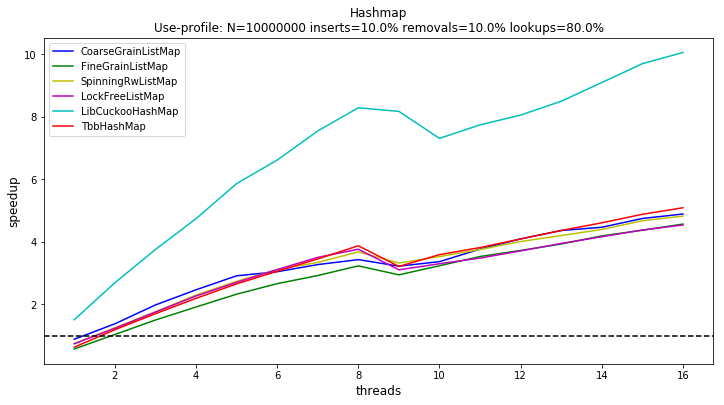 Hashmap
Use-profile: N=10000000 inserts=10.0% removals=10.0% lookups=80.0%
CoarseGrainListMap
FineGrainListMap
SpinningRwListMap
LockFreeListMap
LibCuckooHashMap
TbbHashMap
speedup
10
8
6
4
2
2 4 6 8 10 12 14 16
threads